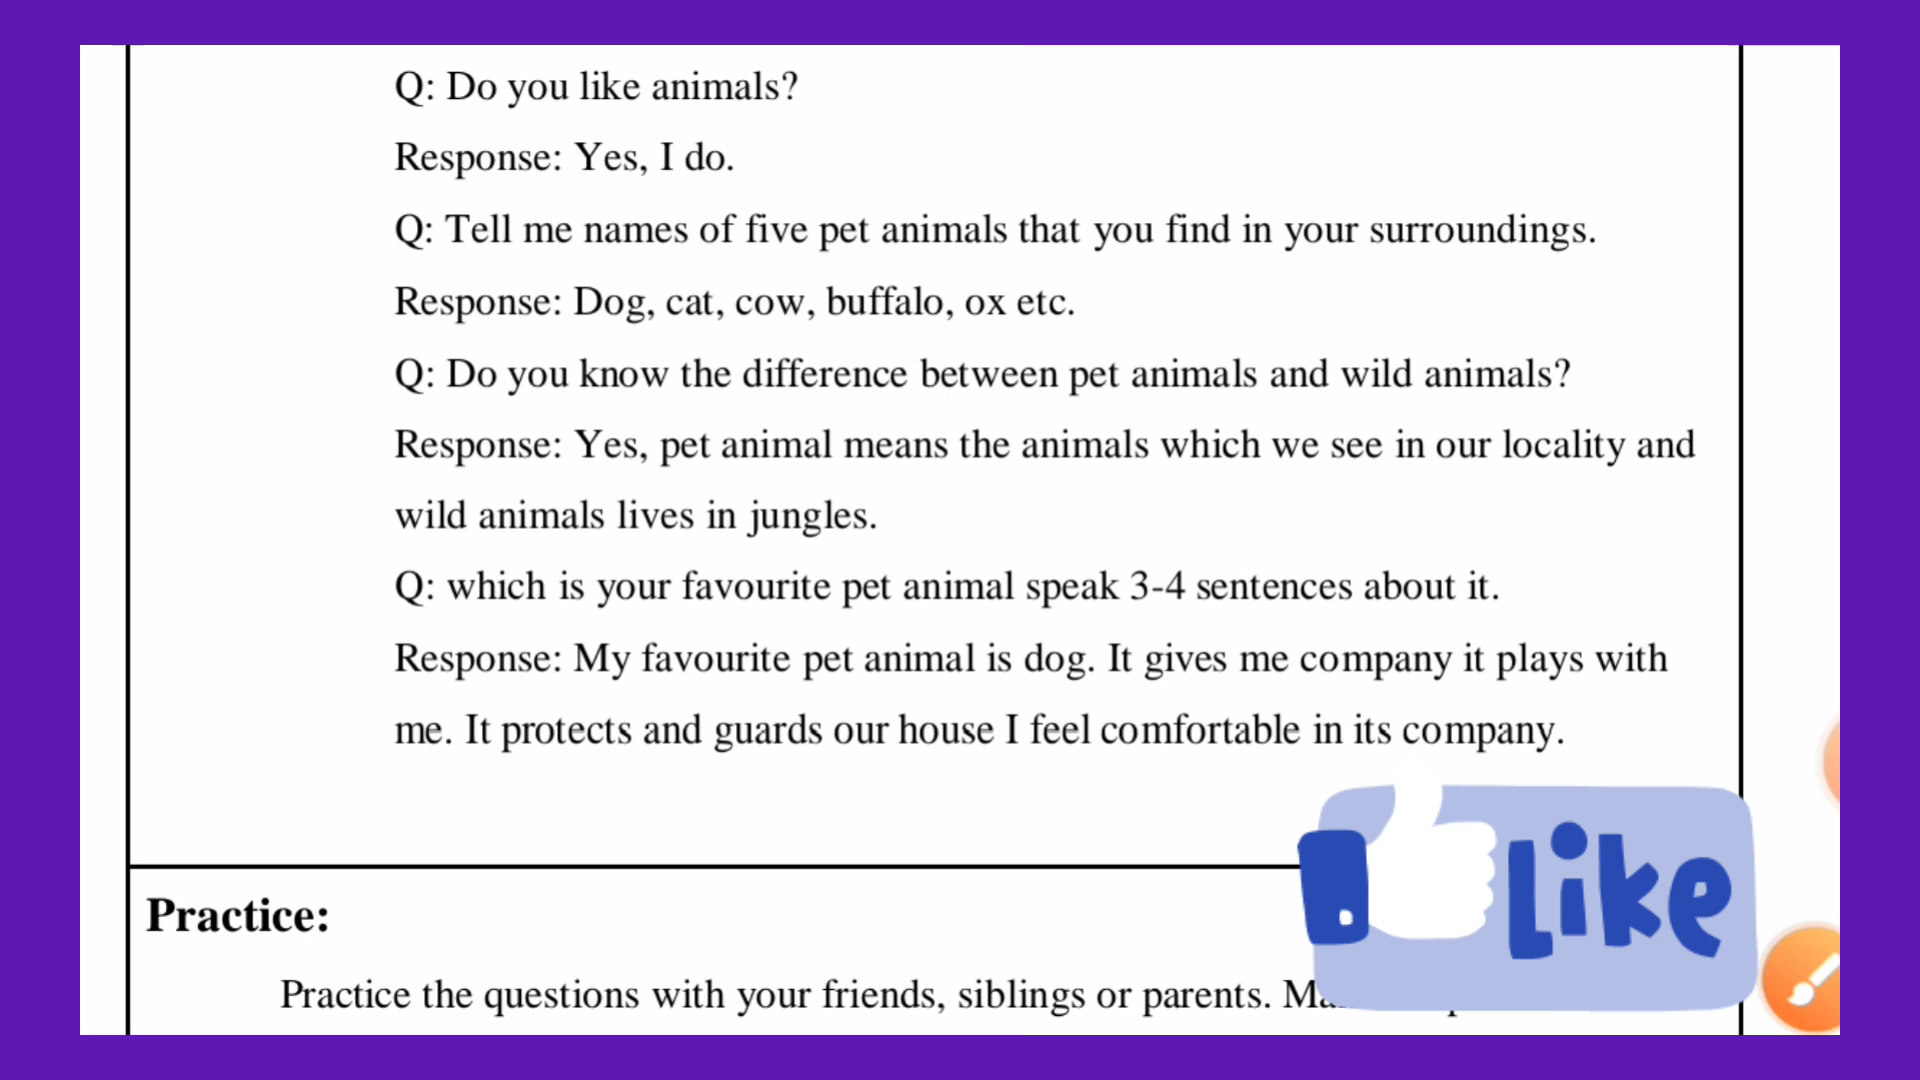 Q: Do you like animals?
Response: Yes, I do.
Q: Tell me names of five pet animals that you find in your surroundings.
Response: Dog, cat, cow, buffalo, ox etc.
Q: Do you know the difference between pet animals and wild animals?
Response: Yes, pet animal means the animals which we see in our locality and
wild animals lives in jungles.
Q: which is your favourite pet animal speak 3-4 sentences about it.
Response: My favourite pet animal is dog. It gives me company it plays with
me. It protects and guards our house I feel comfortable in its company.
Like
Practice:
Practice the questions with your friends, siblings or parents.